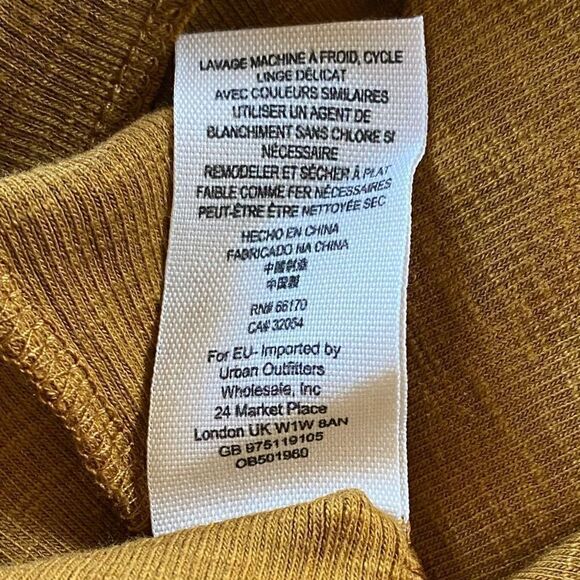 LAVAGE MACHINE À FROID, CYCLE
LINGE DÉLICAT
AVEC COULEURS SIMILAIRES
UTILISER UN AGENT DE
BLANCHIMENT SANS CHLORE SI
NÉCESSAIRE
REMODELER ET SÉCHER À PLAT
FAIBLE COMME FER NÉCESSAIRES
PEUT-ÊTRE ÊTRE NETTOYÉE SEC
HECHO EN CHINA
FABRICADO NA CHINA
中國製造
中国製
RN# 66170
CA# 32054
For EU- Imported by
Urban Outfitters
Wholesale, Inc
24 Market Place
London UK W1W 8AN
GB 975119105
OB501960